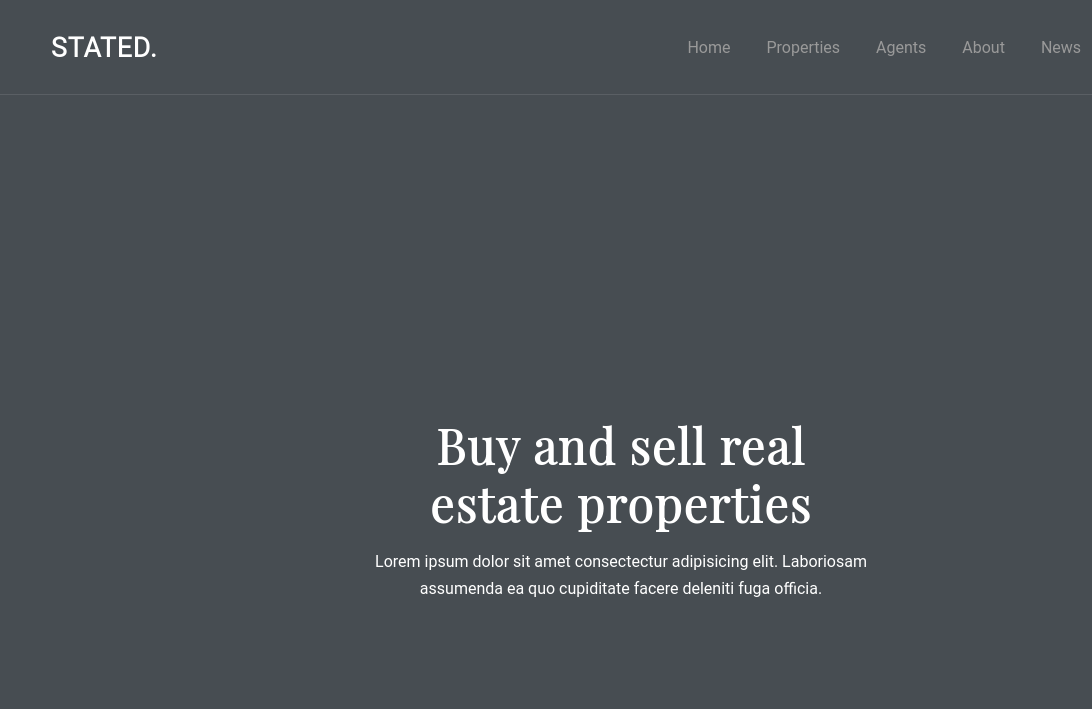 STATED.
Home Properties Agents About News
Buy and sell real
estate properties
Lorem ipsum dolor sit amet consectectur adipisicing elit. Laboriosam
assumenda ea quo cupiditate facere deleniti fuga officia.